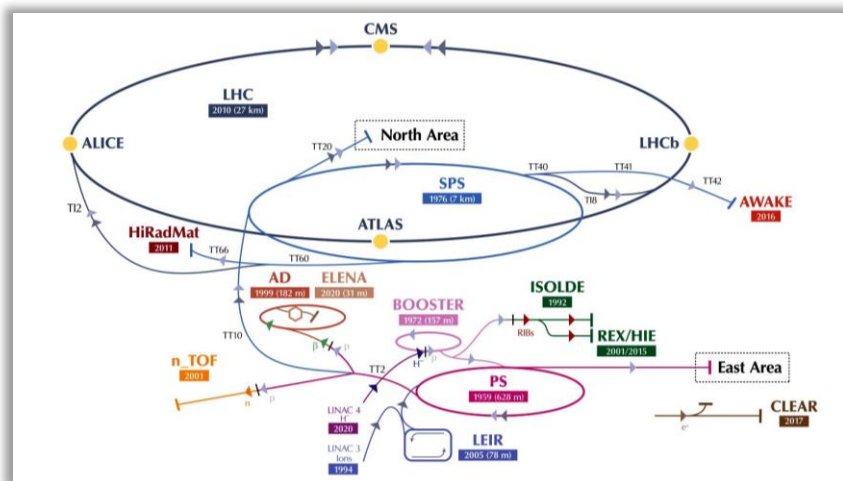 CMS
LHC
2010 (27 km)
North Area
ALICE
LHCb
TT20
TT40
TT41
TT42
SPS
1976 (7 km)
TI8
TI2
AWAKE
2016
ATLAS
HiRadMat
2011
TT66
TT60
AD
1999 (182 m)
ELENA
2020 (31 m)
ISOLDE
1992
BOOSTER
1972 (157 m)
RIBs
REX/HIE
2001/2015
TT10
p
p
H-
p
n_TOF
2001
TT2
East Area
PS
1959 (628 m)
n
p
LINAC 4
H-
2020
CLEAR
2017
e-
LINAC 3
Ions
1994
LEIR
2005 (78 m)